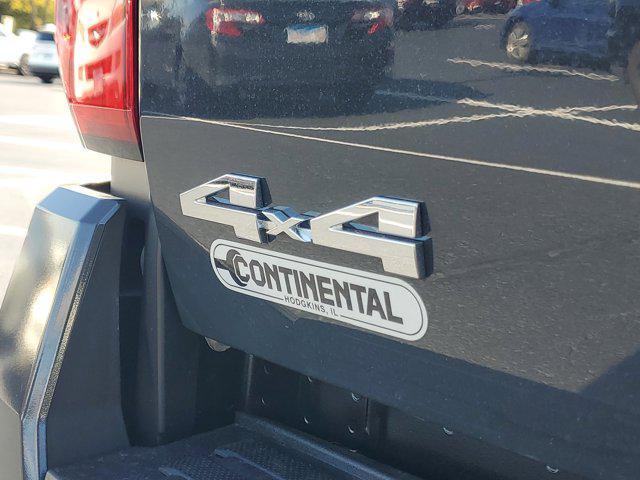 4x4
CONTINENTAL
HODGKINS, IL